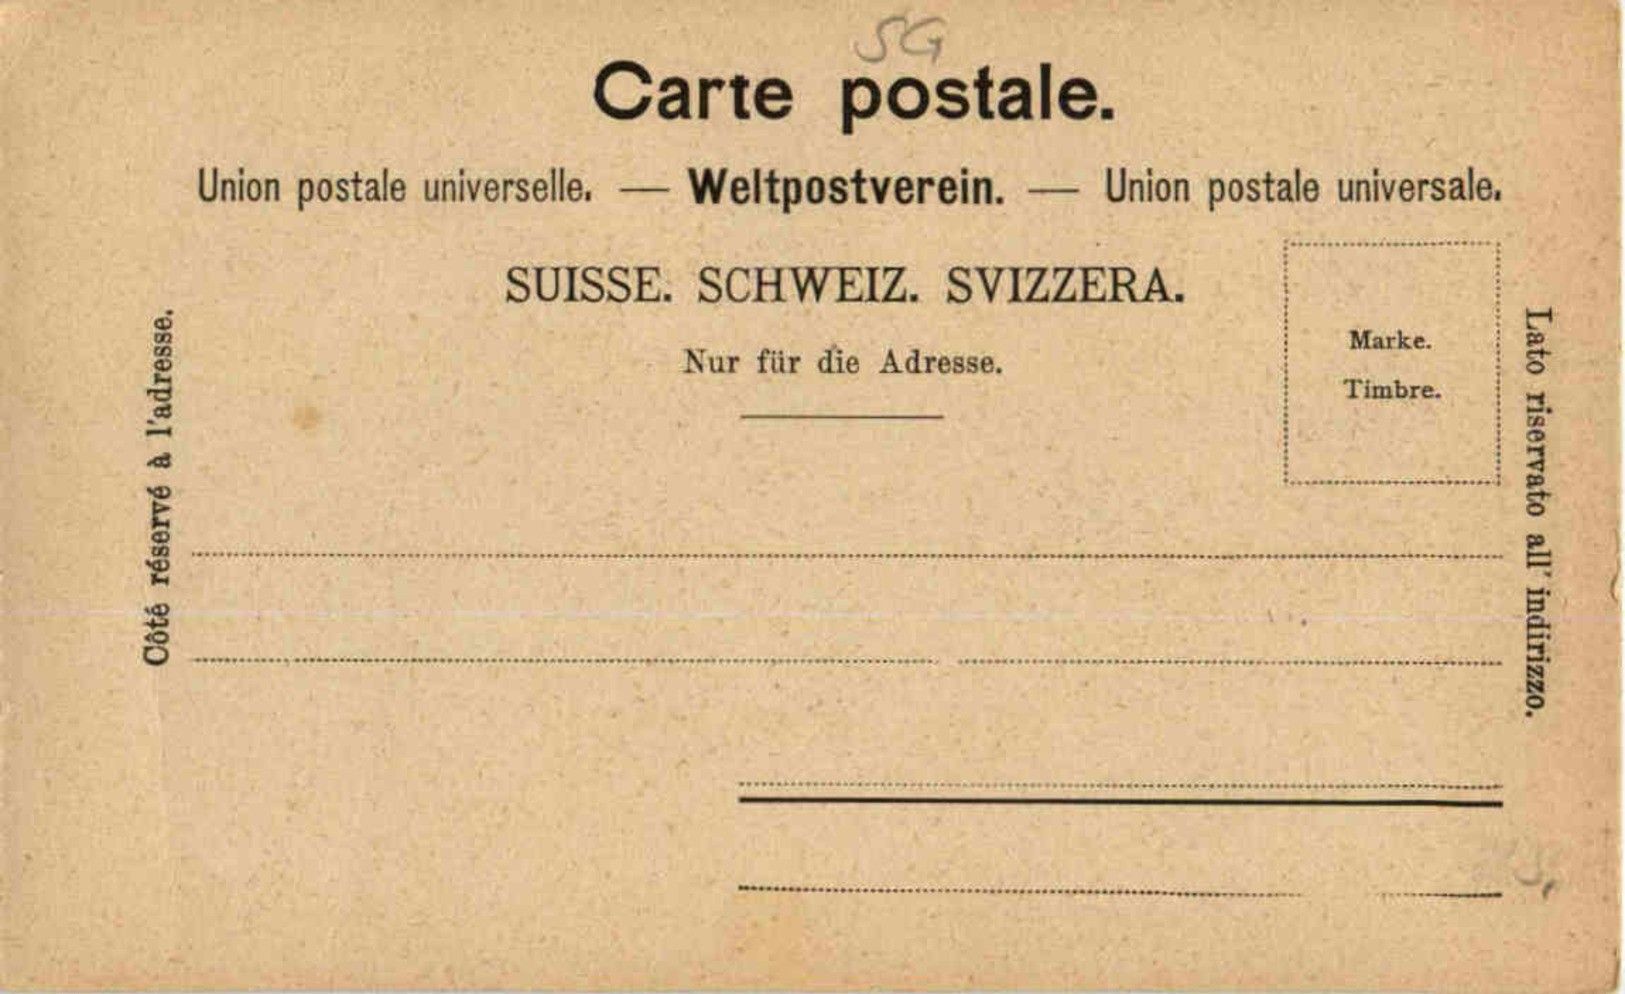 SG
Carte postale.
Union postale universelle. — Weltpostverein. — Union postale universale.
SUISSE. SCHWEIZ. SVIZZERA.
Nur für die Adresse.
Marke.
Timbre.
Côté réservé à l'adresse.
Lato riservato all' indirizzo.